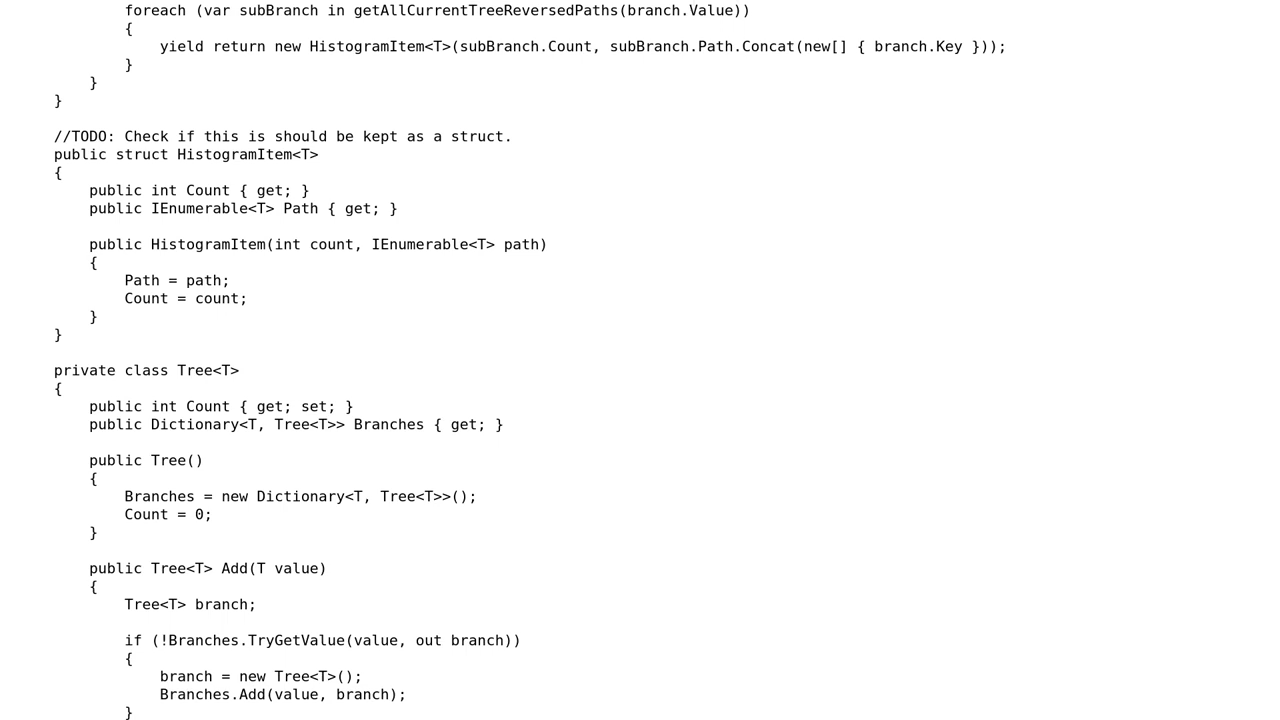 foreach (var subBranch in getAllCurrentTreeReversedPaths(branch.Value))
{
yield return new HistogramItem<T>(subBranch.Count, subBranch.Path.Concat(new[] { branch.Key }));
}
}
}
//TODO: Check if this is should be kept as a struct.
public struct HistogramItem<T>
{
public int Count { get; }
public IEnumerable<T> Path { get; }
public HistogramItem(int count, IEnumerable<T> path)
{
Path = path;
Count = count;
}
}
private class Tree<T>
{
public int Count { get; set; }
public Dictionary<T, Tree<T>> Branches { get; }
public Tree()
{
Branches = new Dictionary<T, Tree<T>>();
Count = 0;
}
public Tree<T> Add(T value)
{
Tree<T> branch;
if (!Branches.TryGetValue(value, out branch))
{
branch = new Tree<T>();
Branches.Add(value, branch);
}